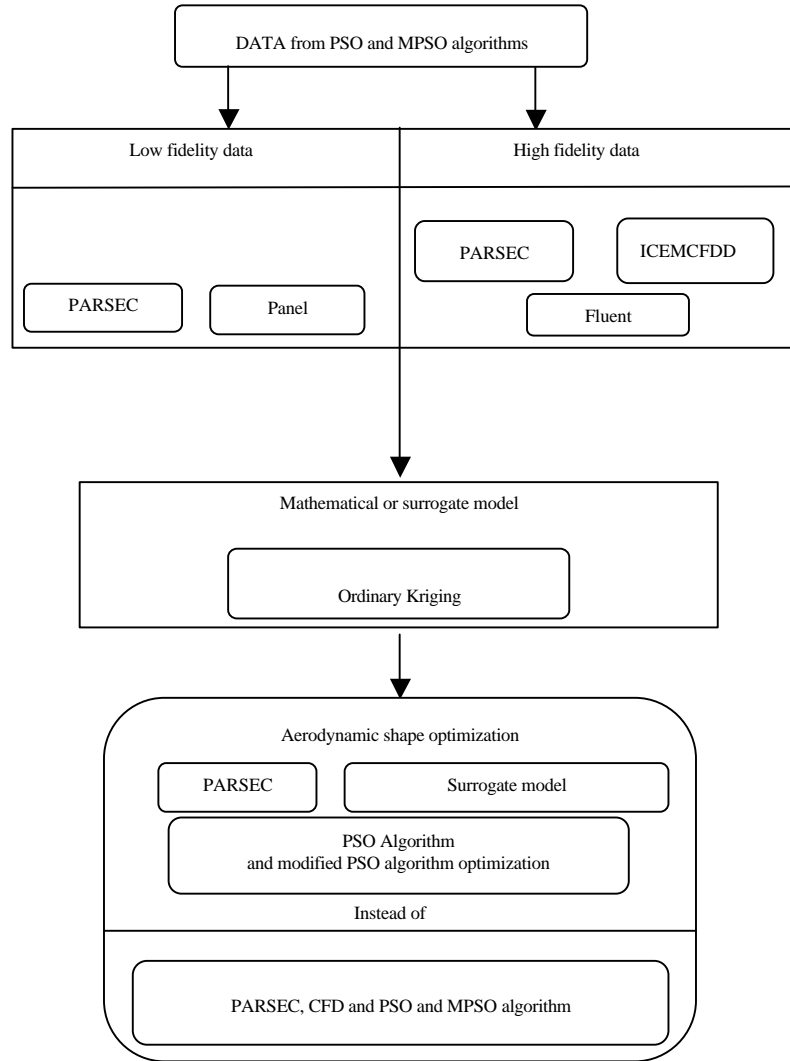 DATA from PSO and MPSO algorithms
Low fidelity data
High fidelity data
PARSEC
ICEMCFDD
PARSEC
Panel
Fluent
Mathematical or surrogate model
Ordinary Kriging
Aerodynamic shape optimization
PARSEC
Surrogate model
PSO Algorithm
and modified PSO algorithm optimization
Instead of
PARSEC, CFD and PSO and MPSO algorithm